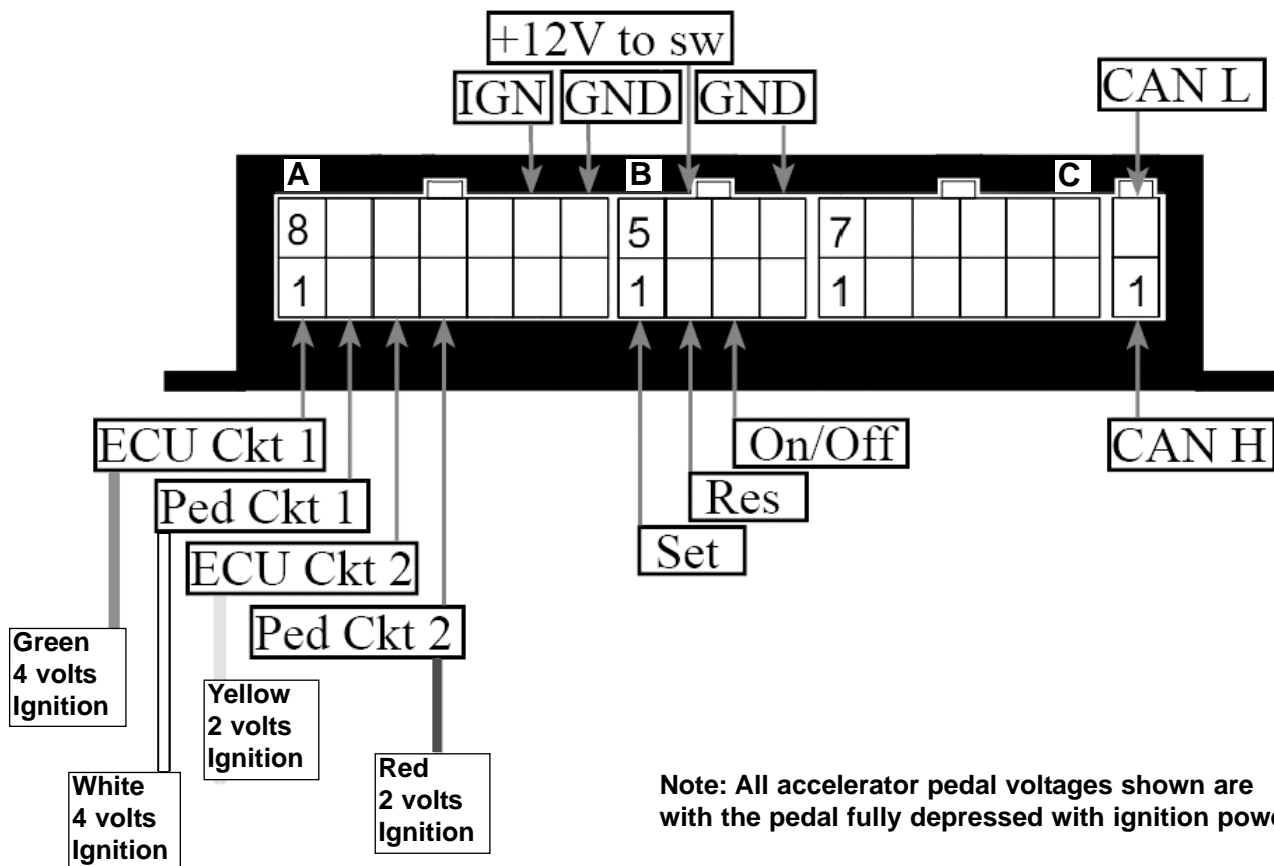 +12V to sw
IGN
GND
GND
CAN L
A
B
C
8
5
7
1
1
1
1
ECU Ckt 1
Ped Ckt 1
ECU Ckt 2
Ped Ckt 2
On/Off
Res
Set
CAN H
Green
4 volts
Ignition
White
4 volts
Ignition
Yellow
2 volts
Ignition
Red
2 volts
Ignition
Note: All accelerator pedal voltages shown are
with the pedal fully depressed with ignition